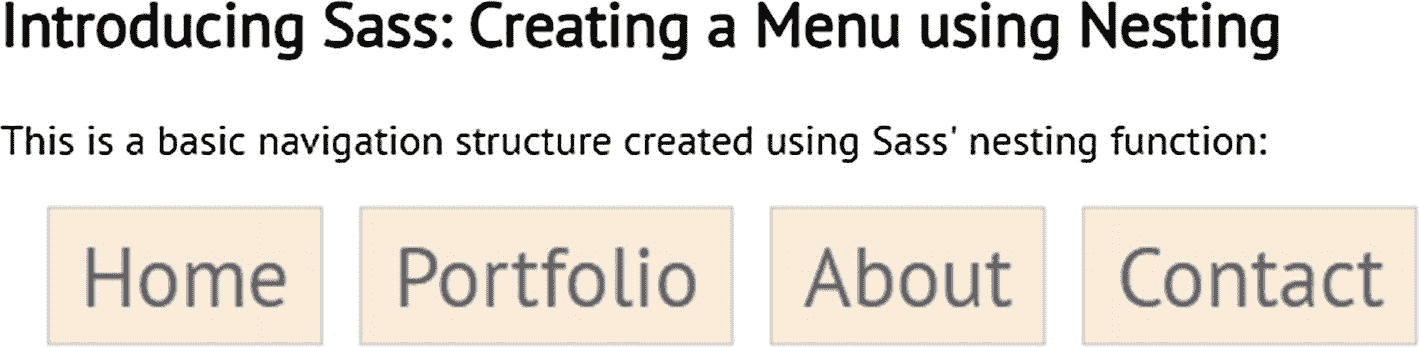 Introducing Sass: Creating a Menu using Nesting
This is a basic navigation structure created using Sass' nesting function:
Home Portfolio About Contact